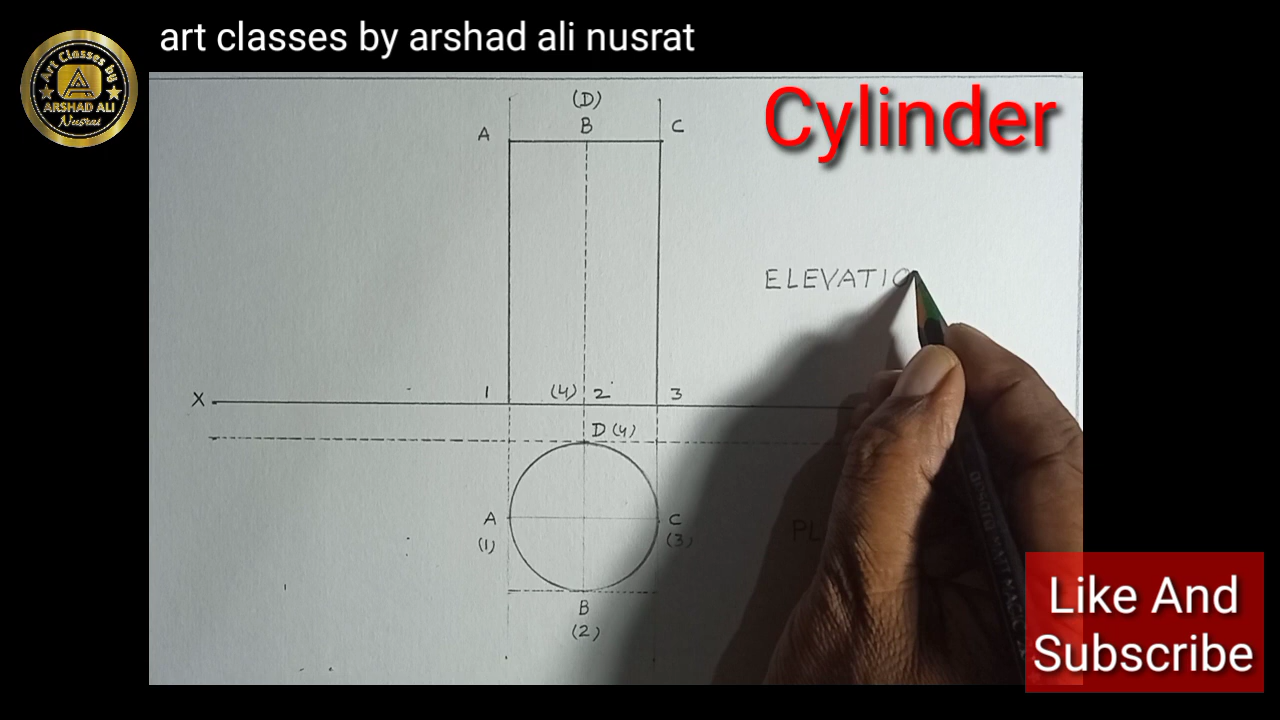 art classes by arshad ali nusrat
Art Classes by
ARSHAD ALI
Nusrat
Cylinder
(D)
A B C
ELEVATIO
X 1 (4) 2 3
D (4)
A C
(1) (3)
PL
B
(2)
Like And
Subscribe